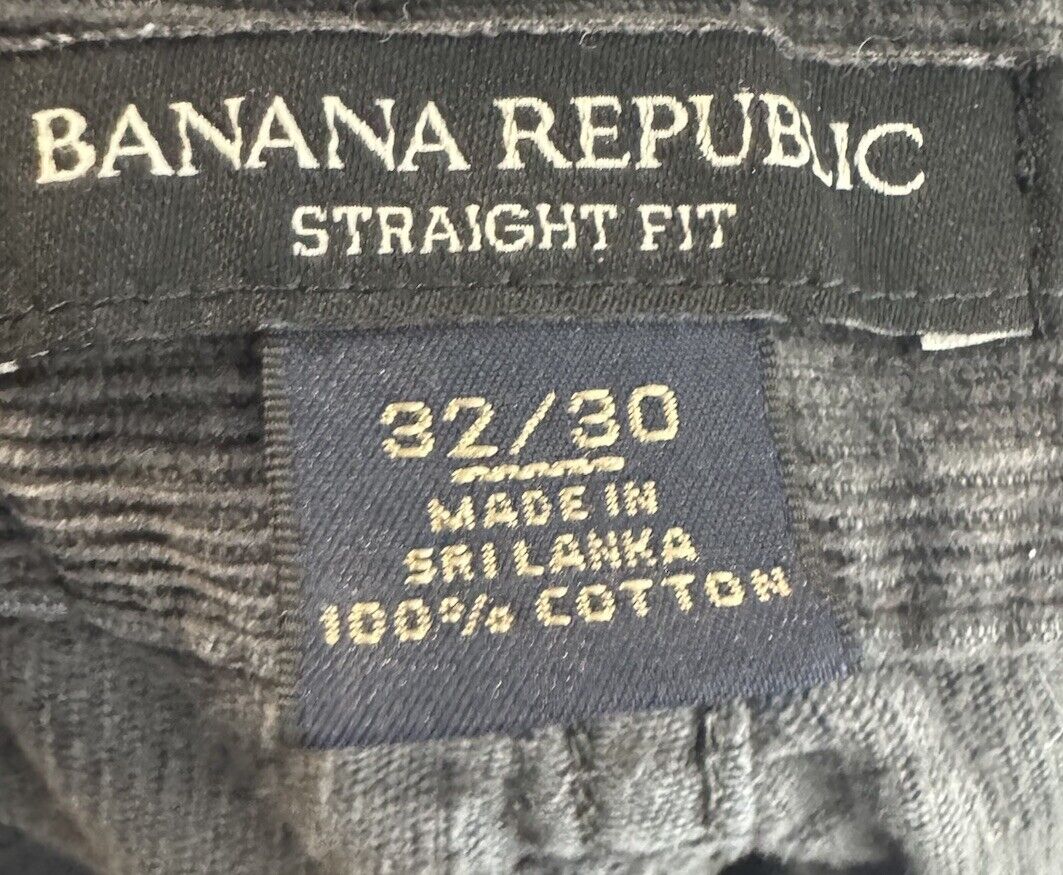 BANANA REPUBLIC
STRAIGHT FIT
32/30
MADE IN
SRI LANKA
100% COTTON